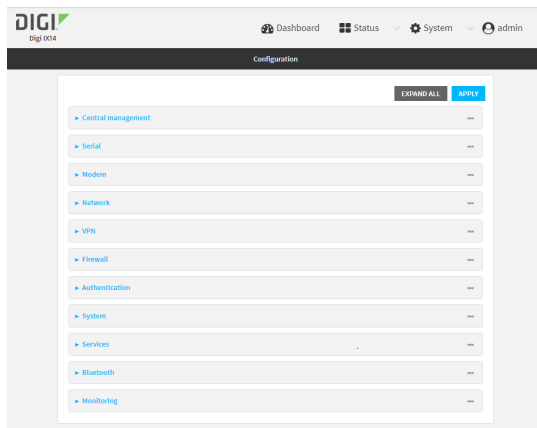 DIGI
Digi IX14
Dashboard Status System admin
Configuration
EXPAND ALL APPLY
Central management
Serial
Modem
Network
VPN
Firewall
Authentication
System
Services
Bluetooth
Monitoring